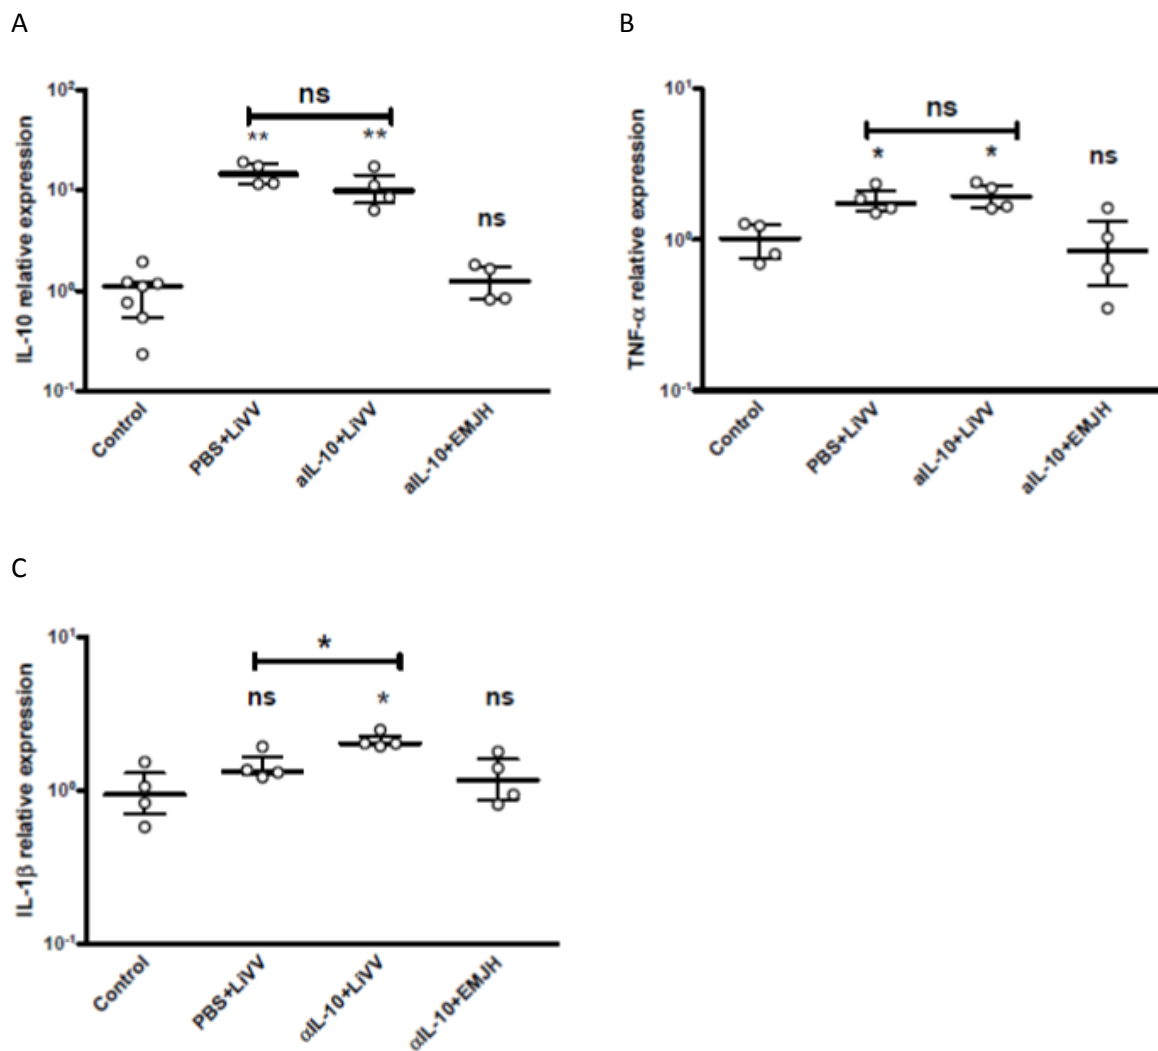 A
IL-10 relative expression
10²
10¹
10⁰
10⁻¹
ns
**
**
ns
Control
PBS+LiVV
aIL-10+LiVV
aIL-10+EMJH
B
TNF-α relative expression
10¹
10⁰
10⁻¹
ns
*
*
ns
Control
PBS+LiVV
aIL-10+LiVV
aIL-10+EMJH
C
IL-1β relative expression
10¹
10⁰
10⁻¹
*
ns
*
ns
Control
PBS+LiVV
αIL-10+LiVV
αIL-10+EMJH